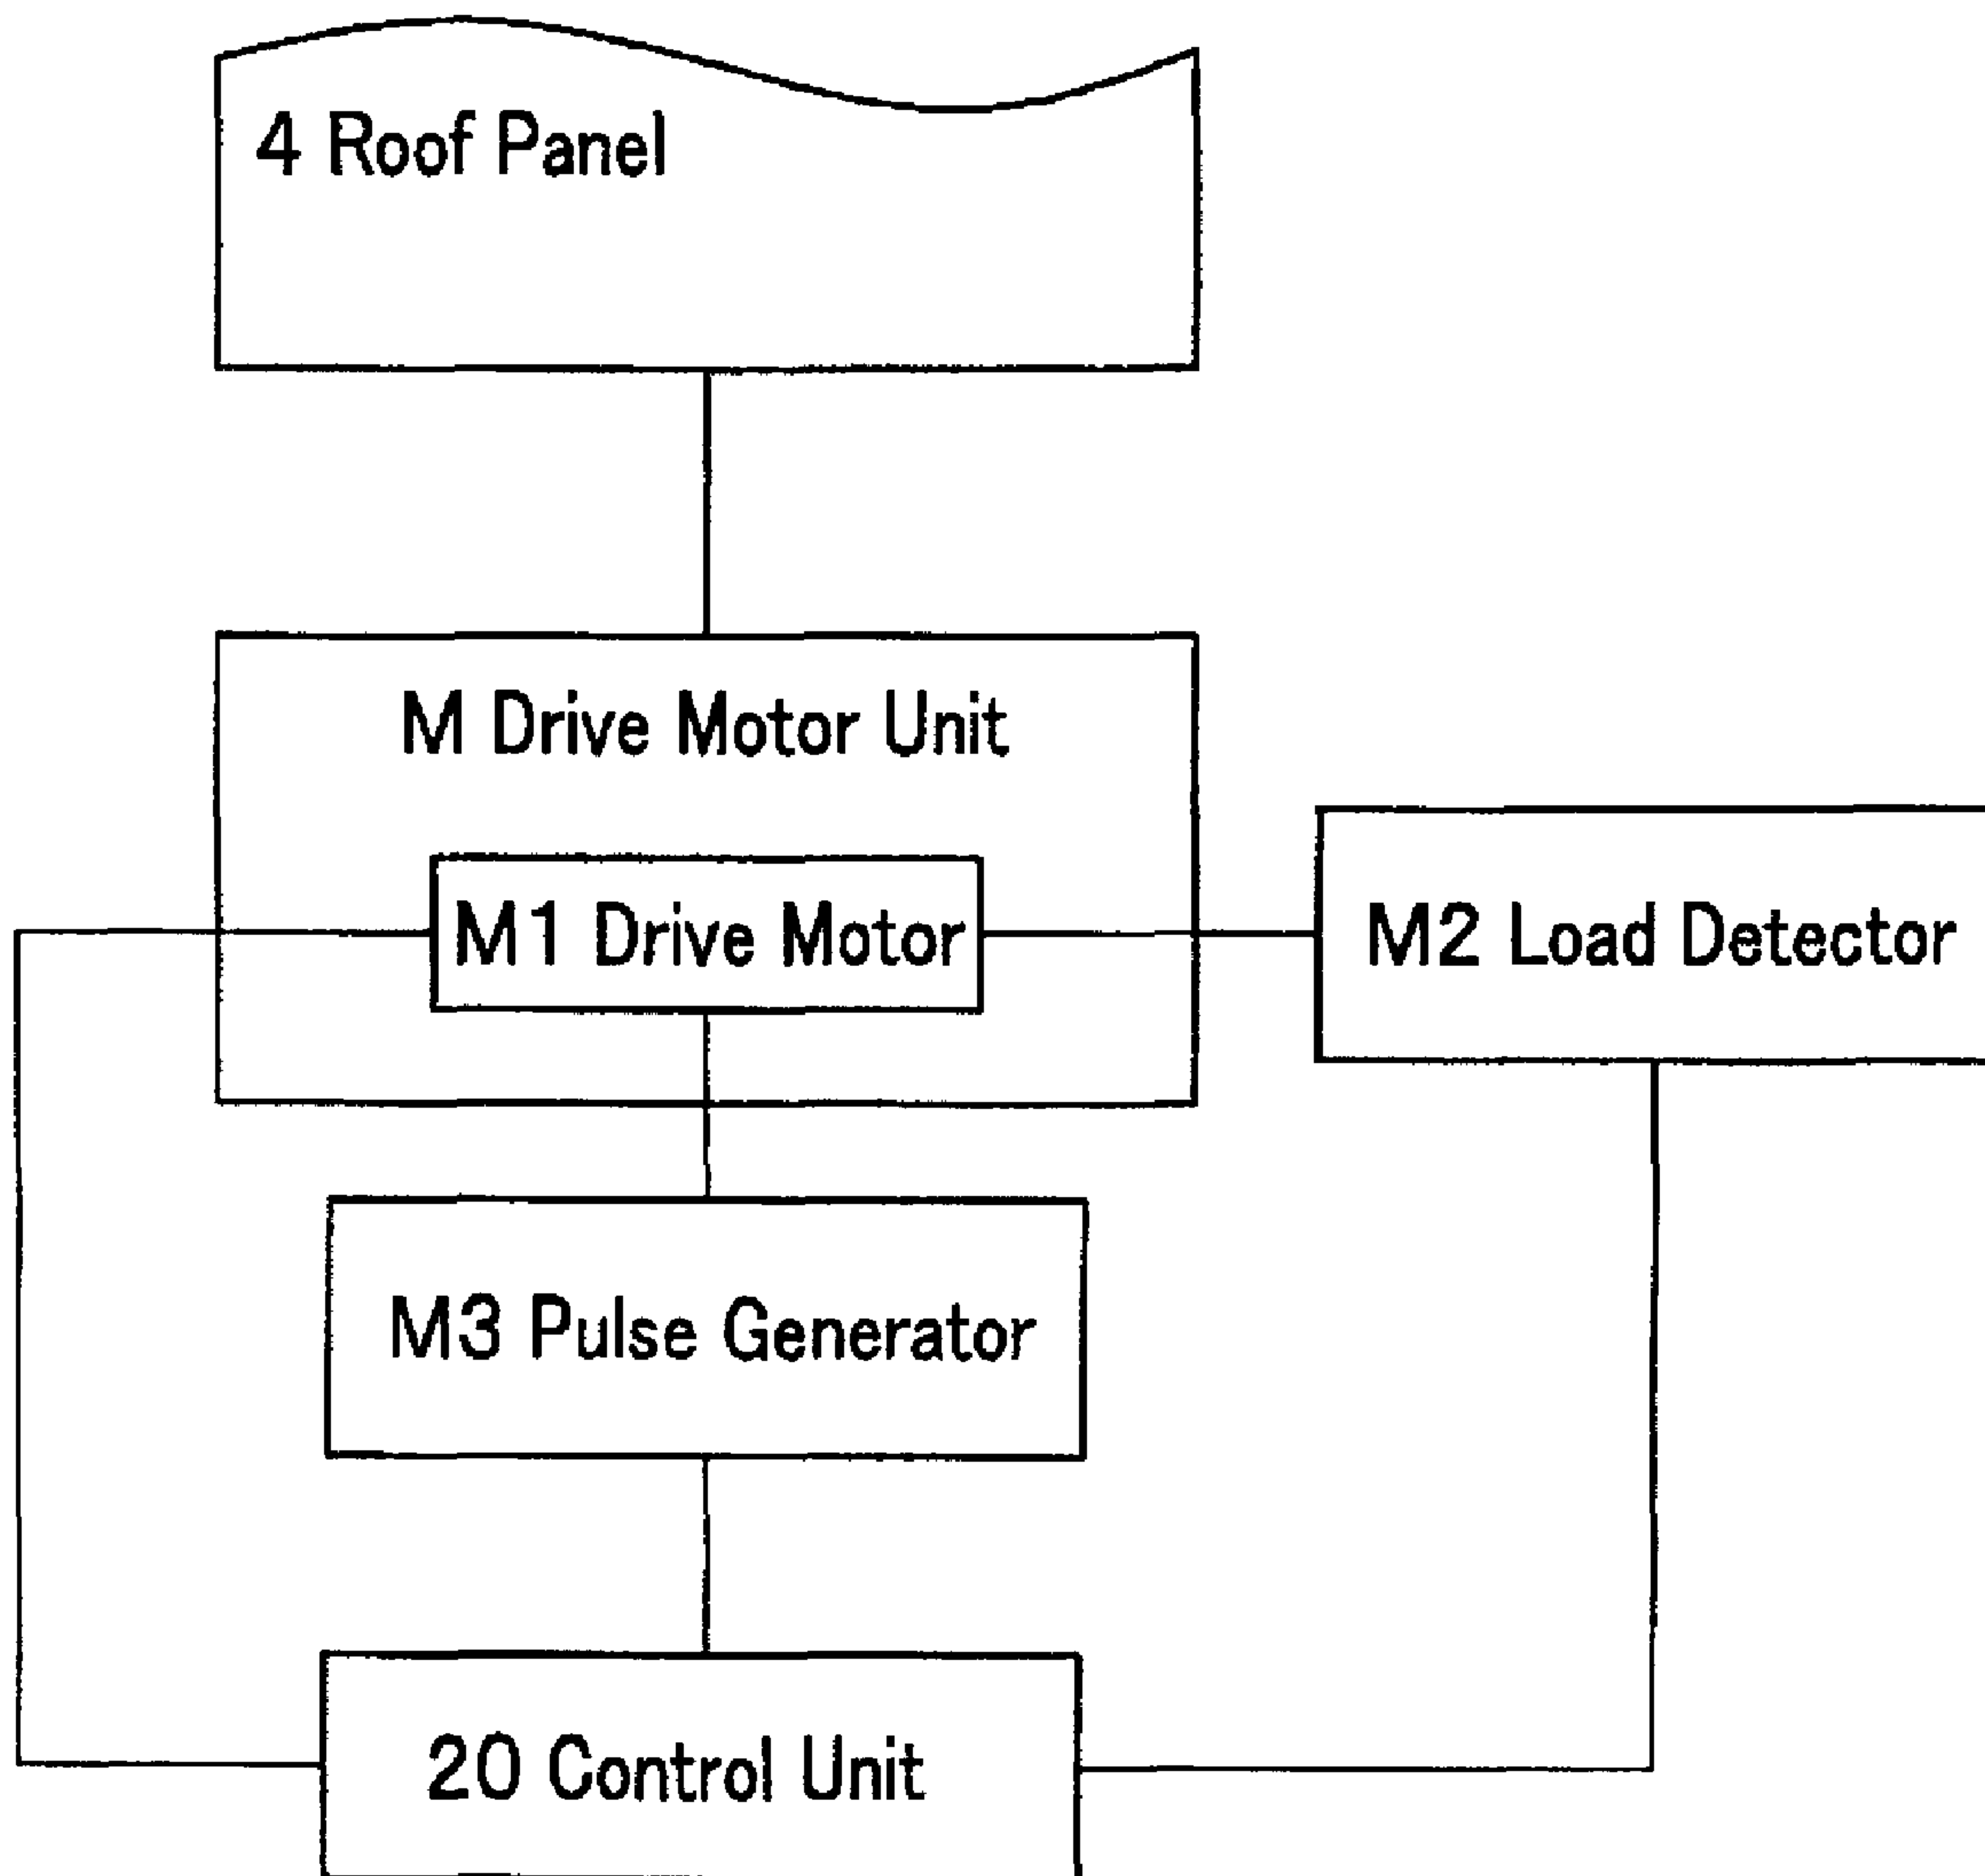 4 Roof Panel
M Drive Motor Unit
M1 Drive Motor
M2 Load Detector
M3 Pulse Generator
20 Control Unit